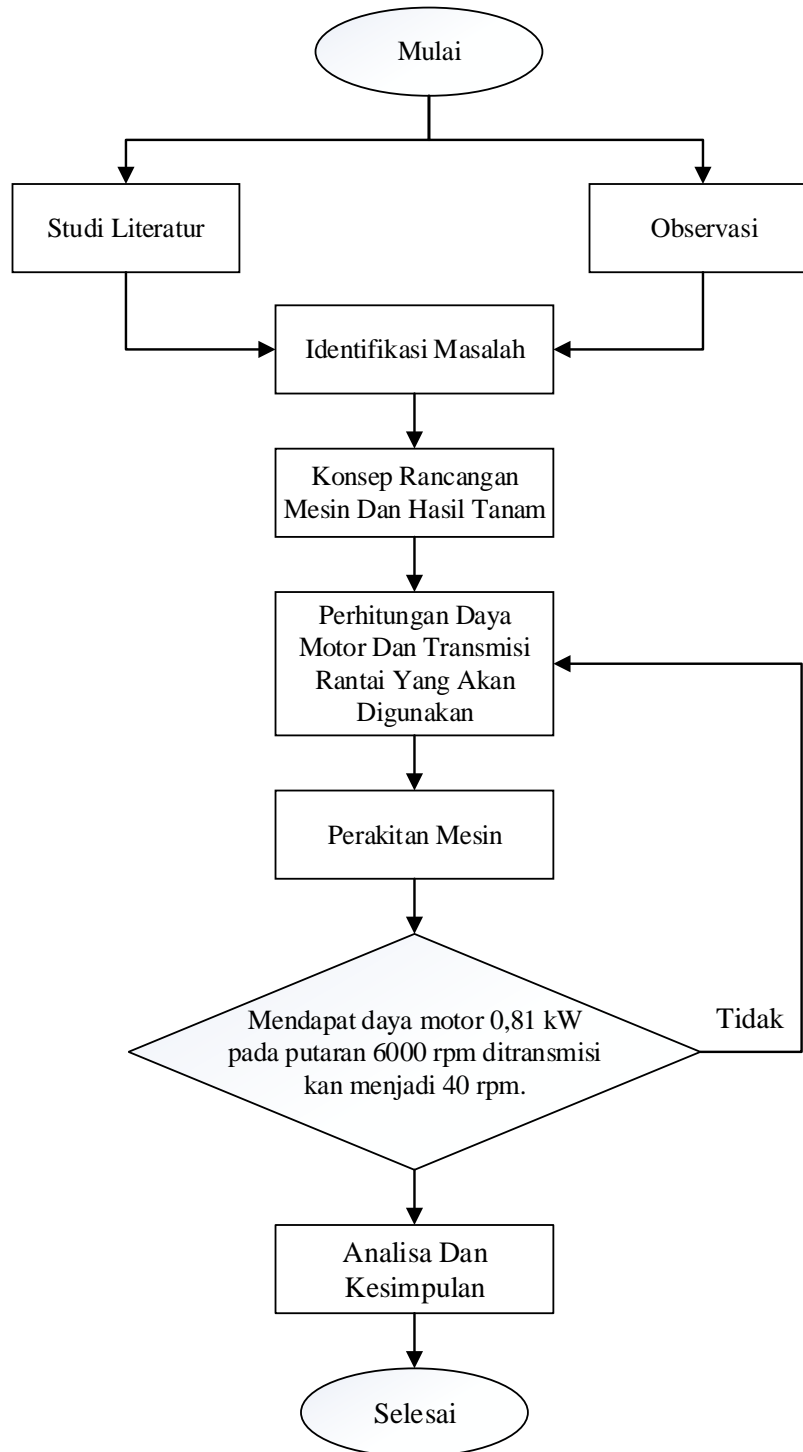 Mulai
Studi Literatur
Observasi
Identifikasi Masalah
Konsep Rancangan
Mesin Dan Hasil Tanam
Perhitungan Daya
Motor Dan Transmisi
Rantai Yang Akan
Digunakan
Perakitan Mesin
Mendapat daya motor 0,81 kW
pada putaran 6000 rpm ditransmisi
kan menjadi 40 rpm.
Tidak
Analisa Dan
Kesimpulan
Selesai